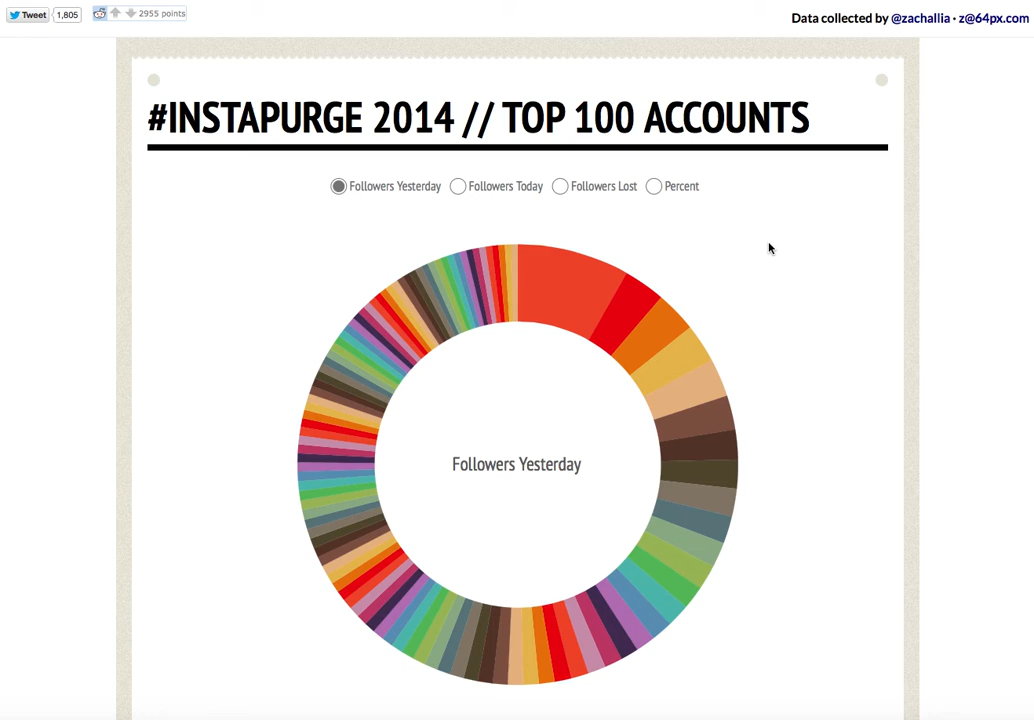 Tweet 1,805 2955 points
Data collected by @zachallia · z@64px.com
#INSTAPURGE 2014 // TOP 100 ACCOUNTS
Followers Yesterday Followers Today Followers Lost Percent
Followers Yesterday